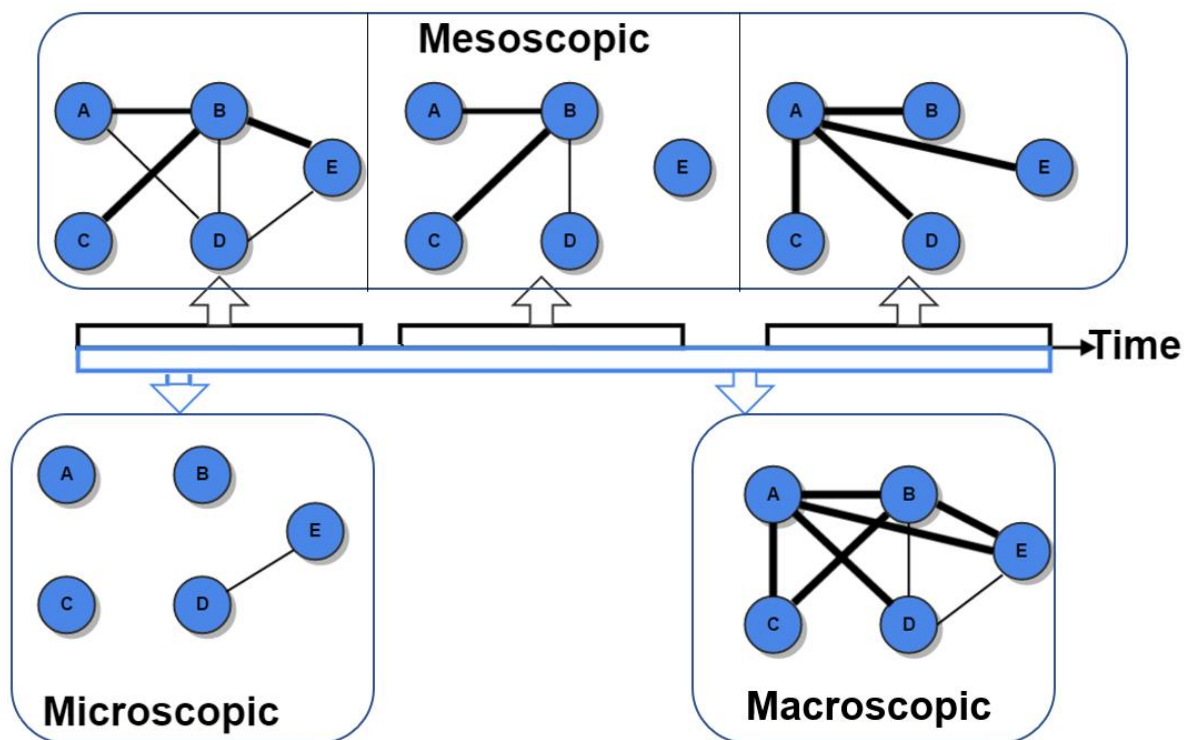 Mesoscopic
A B E C D
A B E C D
A B E C D
Time
A B E C D
Microscopic
A B E C D
Macroscopic